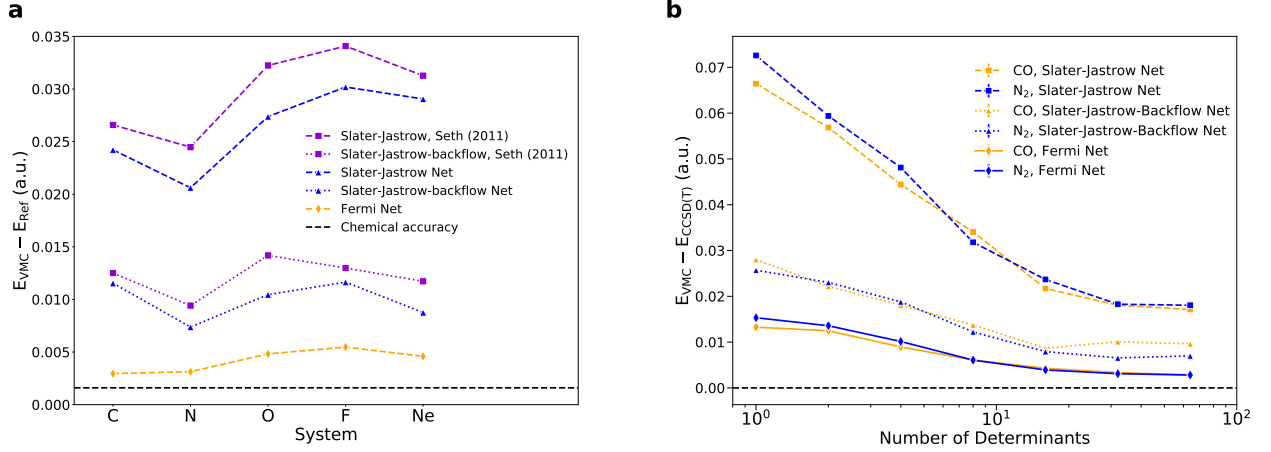 a
0.035
0.030
0.025
0.020
0.015
0.010
0.005
0.000
E_VMC − E_Ref (a.u.)
C N O F Ne
System
Slater-Jastrow, Seth (2011)
Slater-Jastrow-backflow, Seth (2011)
Slater-Jastrow Net
Slater-Jastrow-backflow Net
Fermi Net
Chemical accuracy
b
0.07
0.06
0.05
0.04
0.03
0.02
0.01
0.00
E_VMC − E_CCSD(T) (a.u.)
10⁰ 10¹ 10²
Number of Determinants
CO, Slater-Jastrow Net
N₂, Slater-Jastrow Net
CO, Slater-Jastrow-Backflow Net
N₂, Slater-Jastrow-Backflow Net
CO, Fermi Net
N₂, Fermi Net